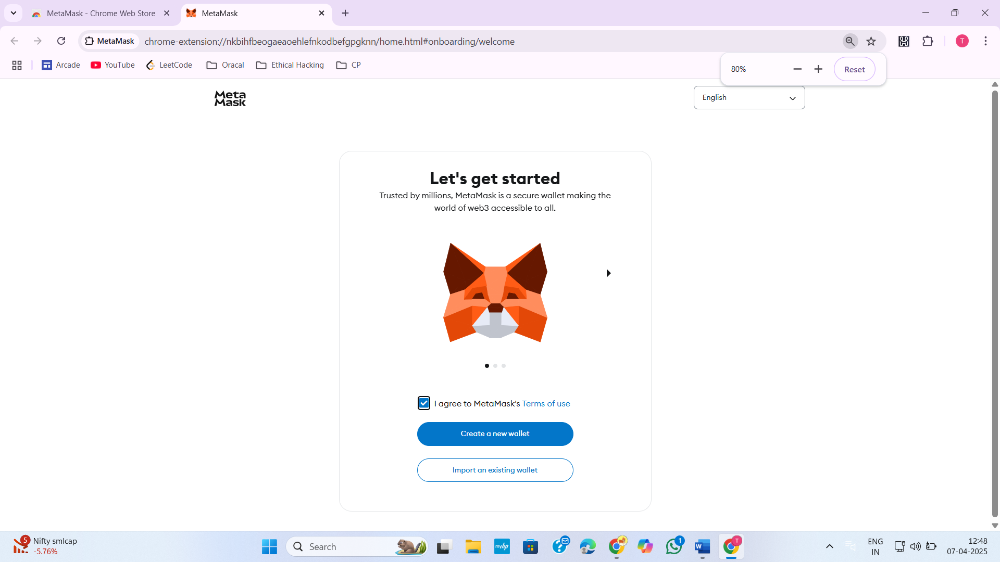 MetaMask - Chrome Web Store
MetaMask
MetaMask
chrome-extension://nkbihfbeogaeaoehlefnkodbefgpgknn/home.html#onboarding/welcome
T
Arcade
YouTube
LeetCode
Oracal
Ethical Hacking
CP
80%
Reset
Meta
Mask
English
Let's get started
Trusted by millions, MetaMask is a secure wallet making the
world of web3 accessible to all.
I agree to MetaMask's Terms of use
Create a new wallet
Import an existing wallet
5
Nifty smlcap
-5.76%
Search
myhp
1
W
T
ENG
IN
12:48
07-04-2025